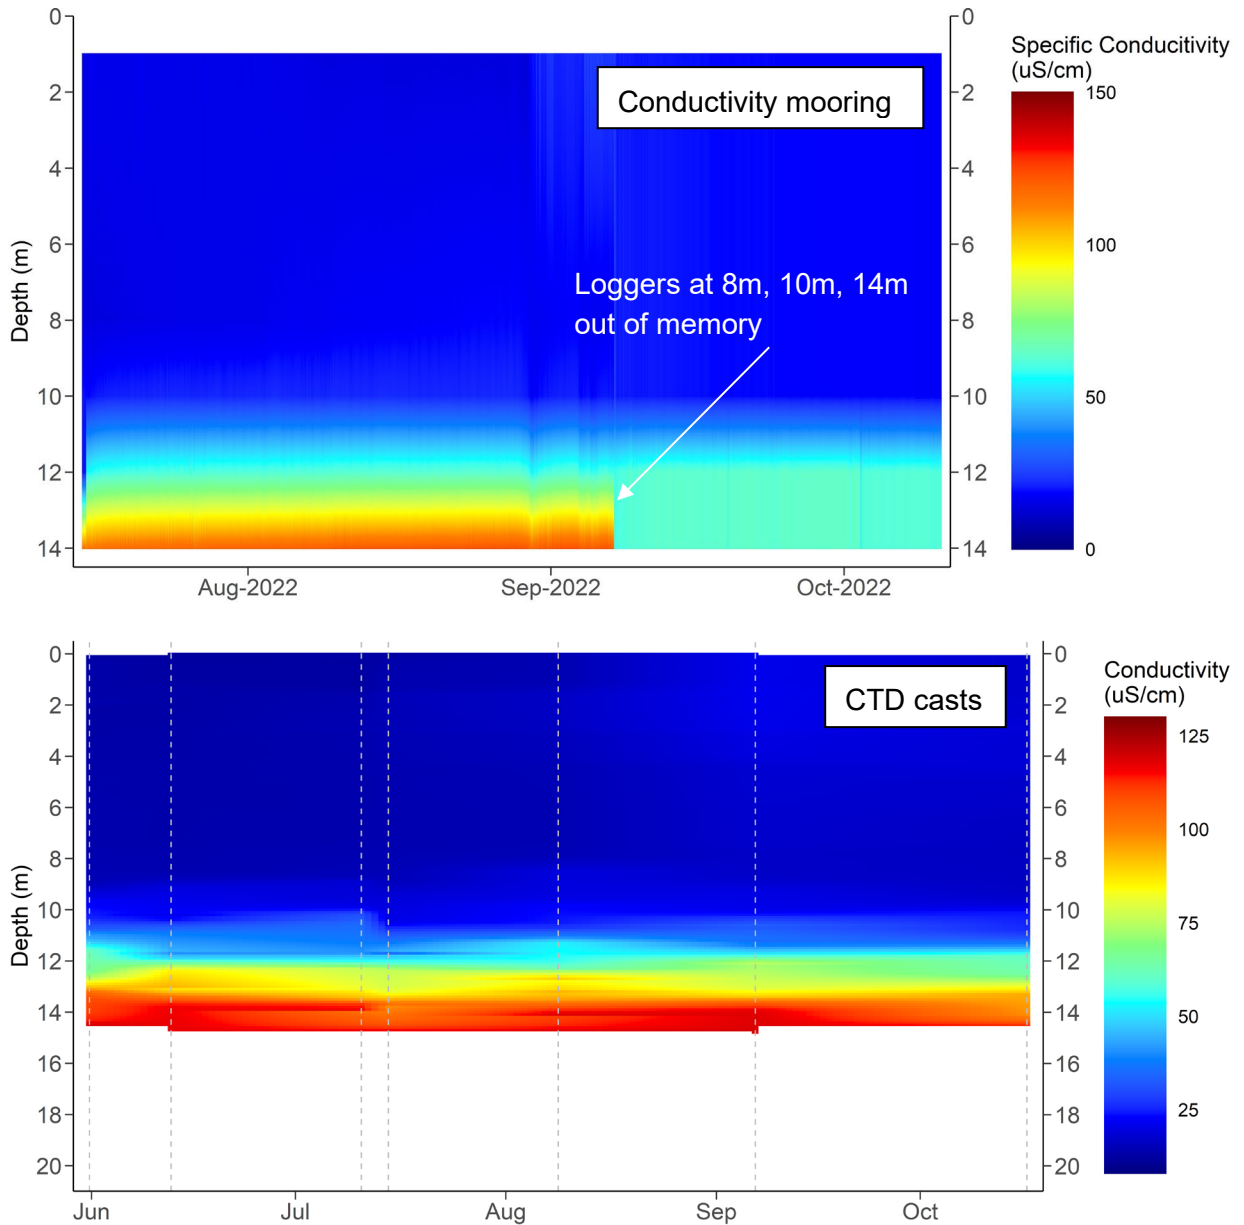 0
2
4
6
8
10
12
14
Depth (m)
0
2
4
6
8
10
12
14
Aug-2022
Sep-2022
Oct-2022
Conductivity mooring
Loggers at 8m, 10m, 14m
out of memory
Specific Conducitivity
(uS/cm)
150
100
50
0
0
2
4
6
8
10
12
14
16
18
20
Depth (m)
0
2
4
6
8
10
12
14
16
18
20
Jun
Jul
Aug
Sep
Oct
CTD casts
Conductivity
(uS/cm)
125
100
75
50
25